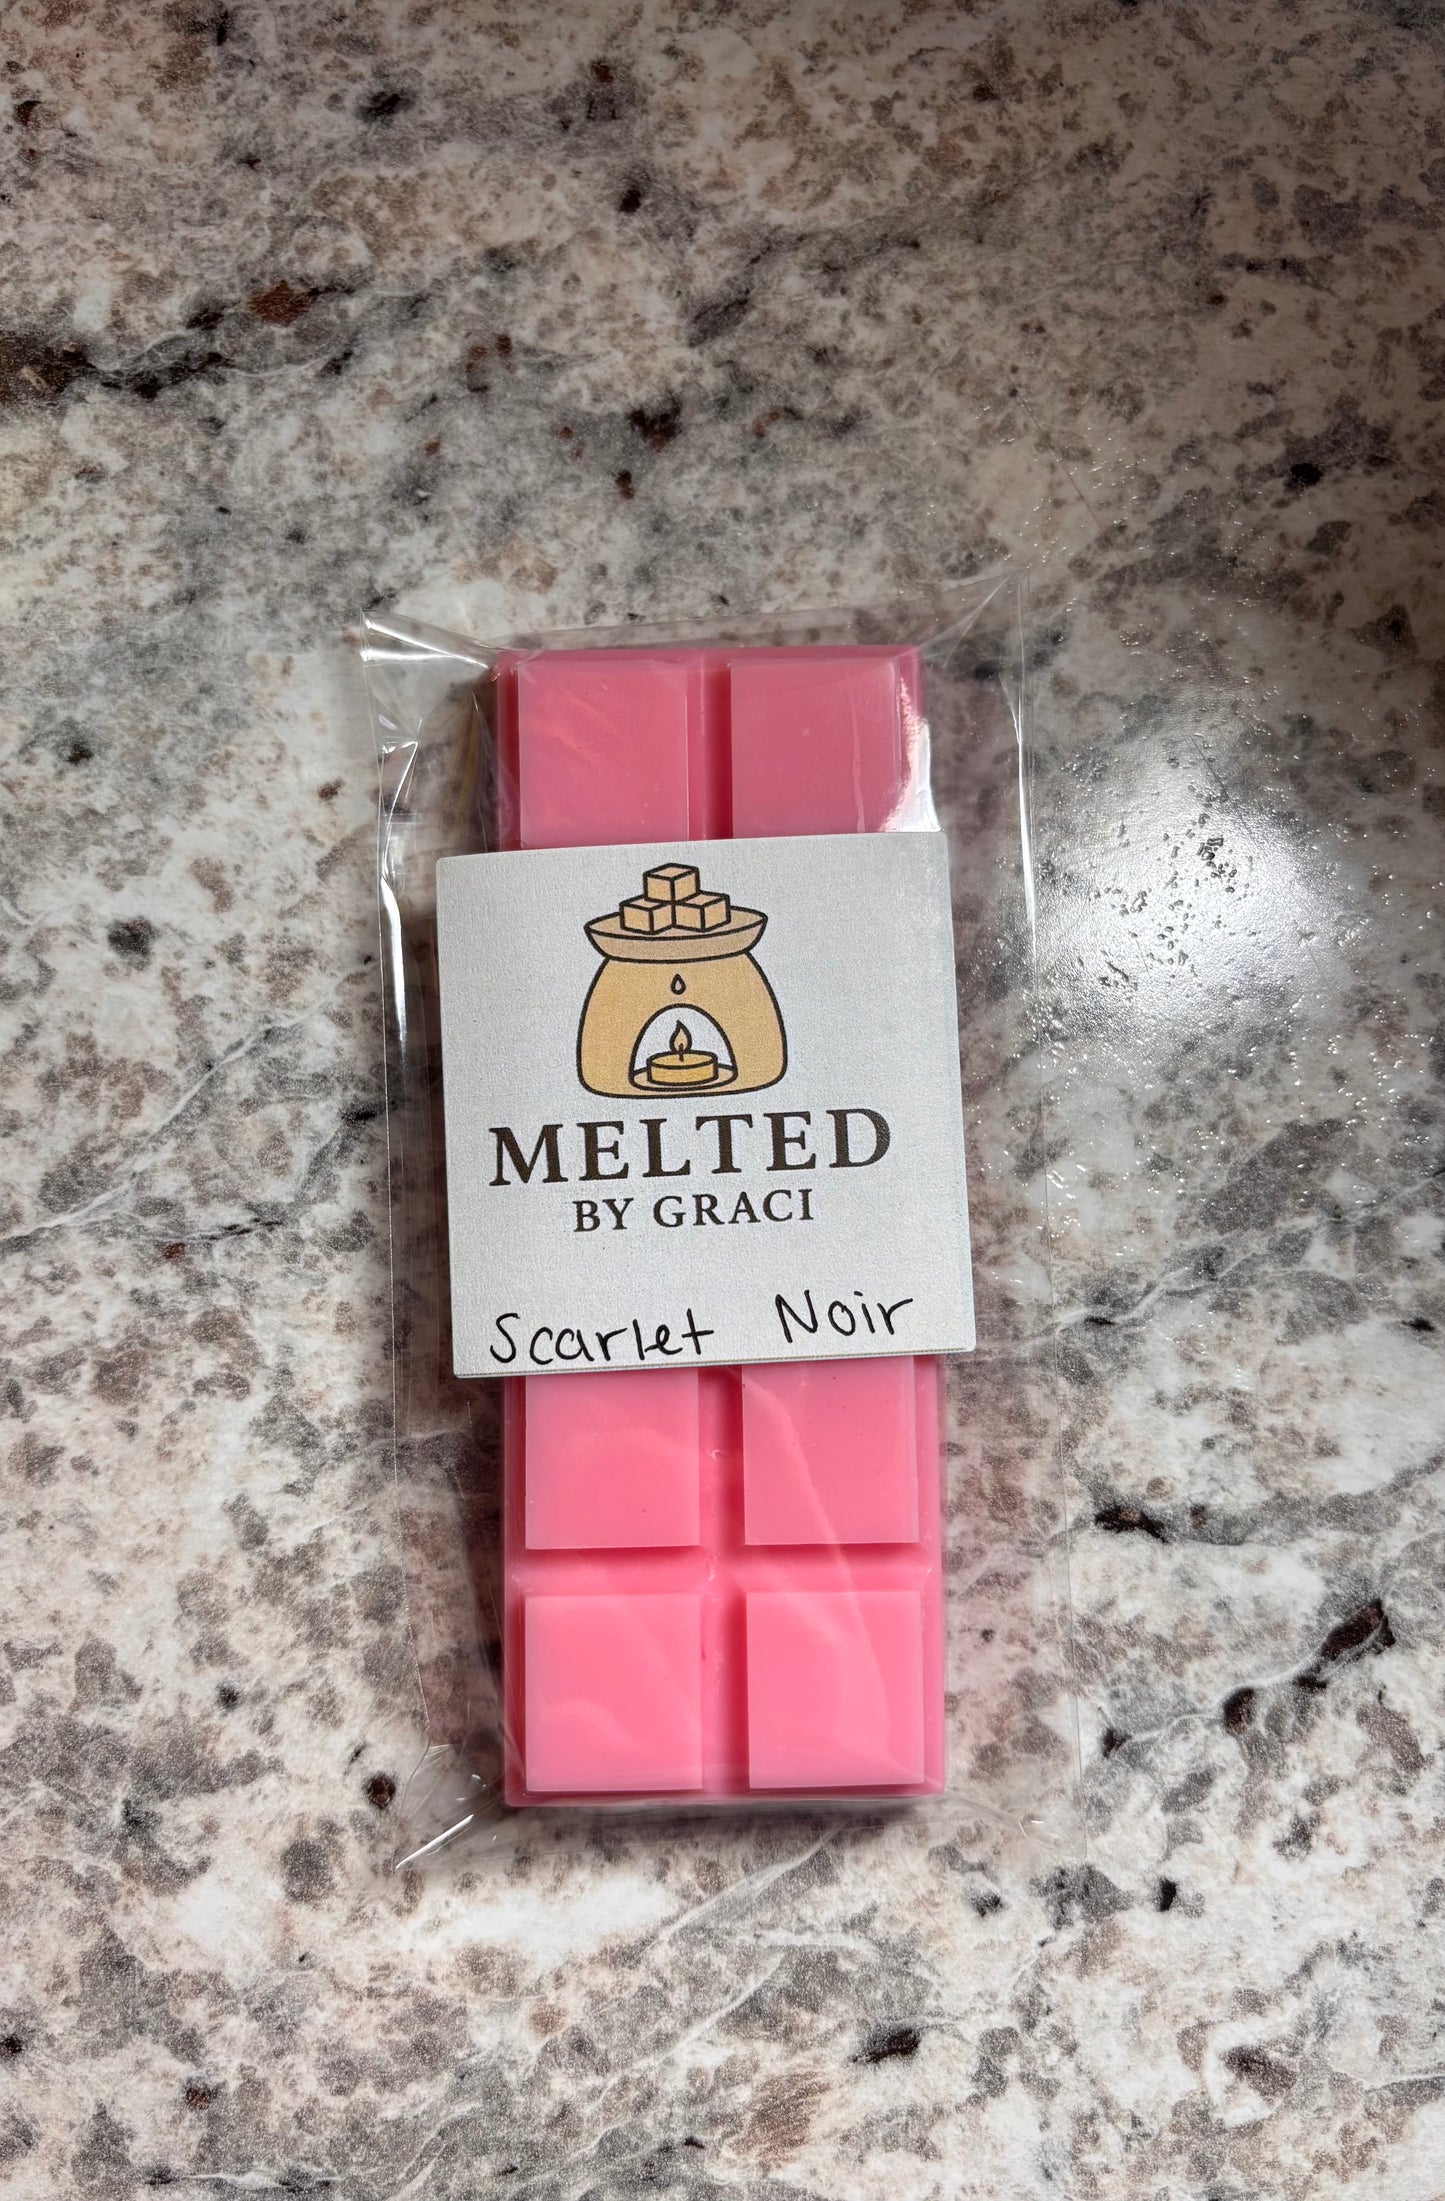 MELTED
BY GRACI
Scarlet Noir